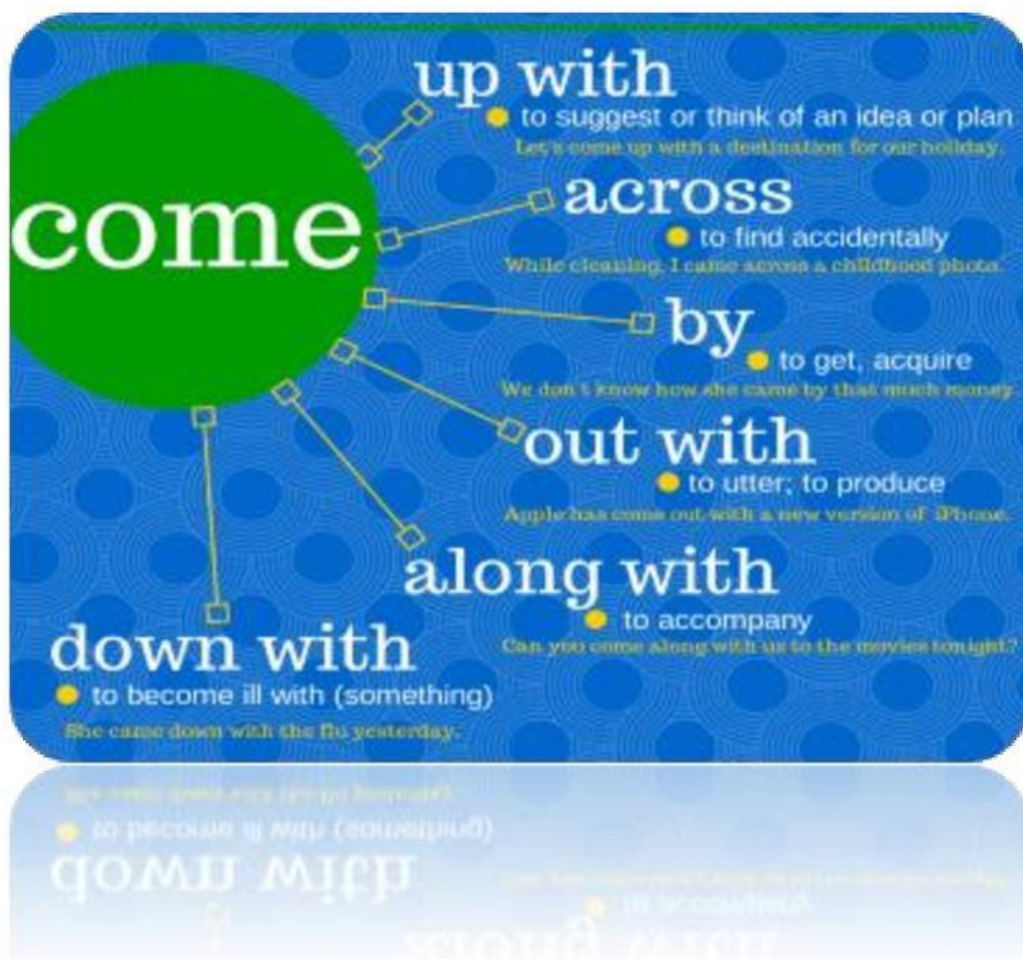 come
up with
to suggest or think of an idea or plan
Let's come up with a destination for our holiday.
across
to find accidentally
While cleaning, I came across a childhood photo.
by
to get, acquire
We don't know how she came by that much money.
out with
to utter; to produce
Apple has come out with a new version of iPhone.
along with
to accompany
Can you come along with us to the movies tonight?
down with
to become ill with (something)
She came down with the flu yesterday.